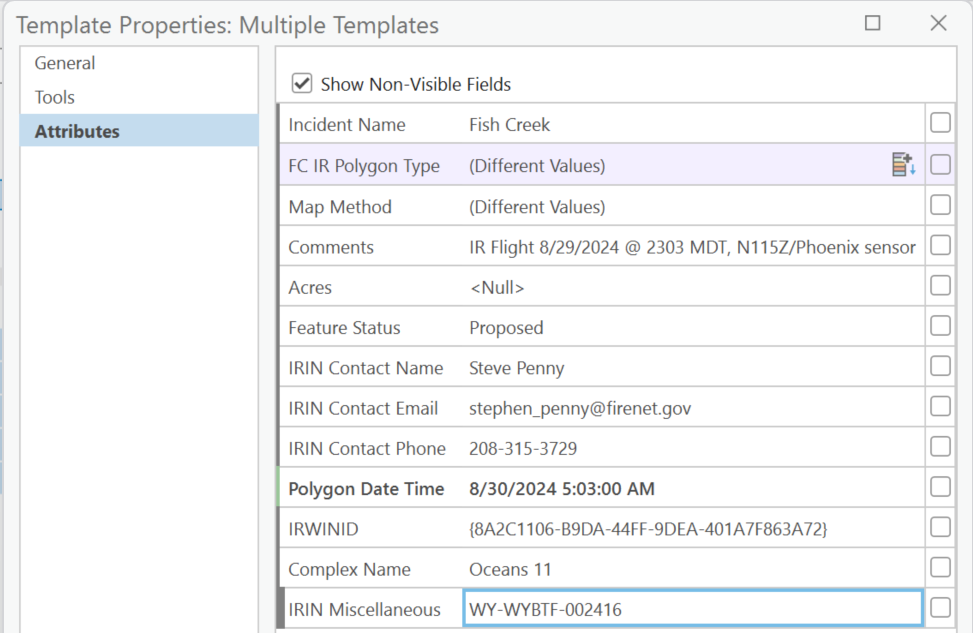 Template Properties: Multiple Templates
General
Tools
Attributes
Show Non-Visible Fields
Incident Name Fish Creek
FC IR Polygon Type (Different Values)
Map Method (Different Values)
Comments IR Flight 8/29/2024 @ 2303 MDT, N115Z/Phoenix sensor
Acres <Null>
Feature Status Proposed
IRIN Contact Name Steve Penny
IRIN Contact Email stephen_penny@firenet.gov
IRIN Contact Phone 208-315-3729
Polygon Date Time 8/30/2024 5:03:00 AM
IRWINID {8A2C1106-B9DA-44FF-9DEA-401A7F863A72}
Complex Name Oceans 11
IRIN Miscellaneous WY-WYBTF-002416